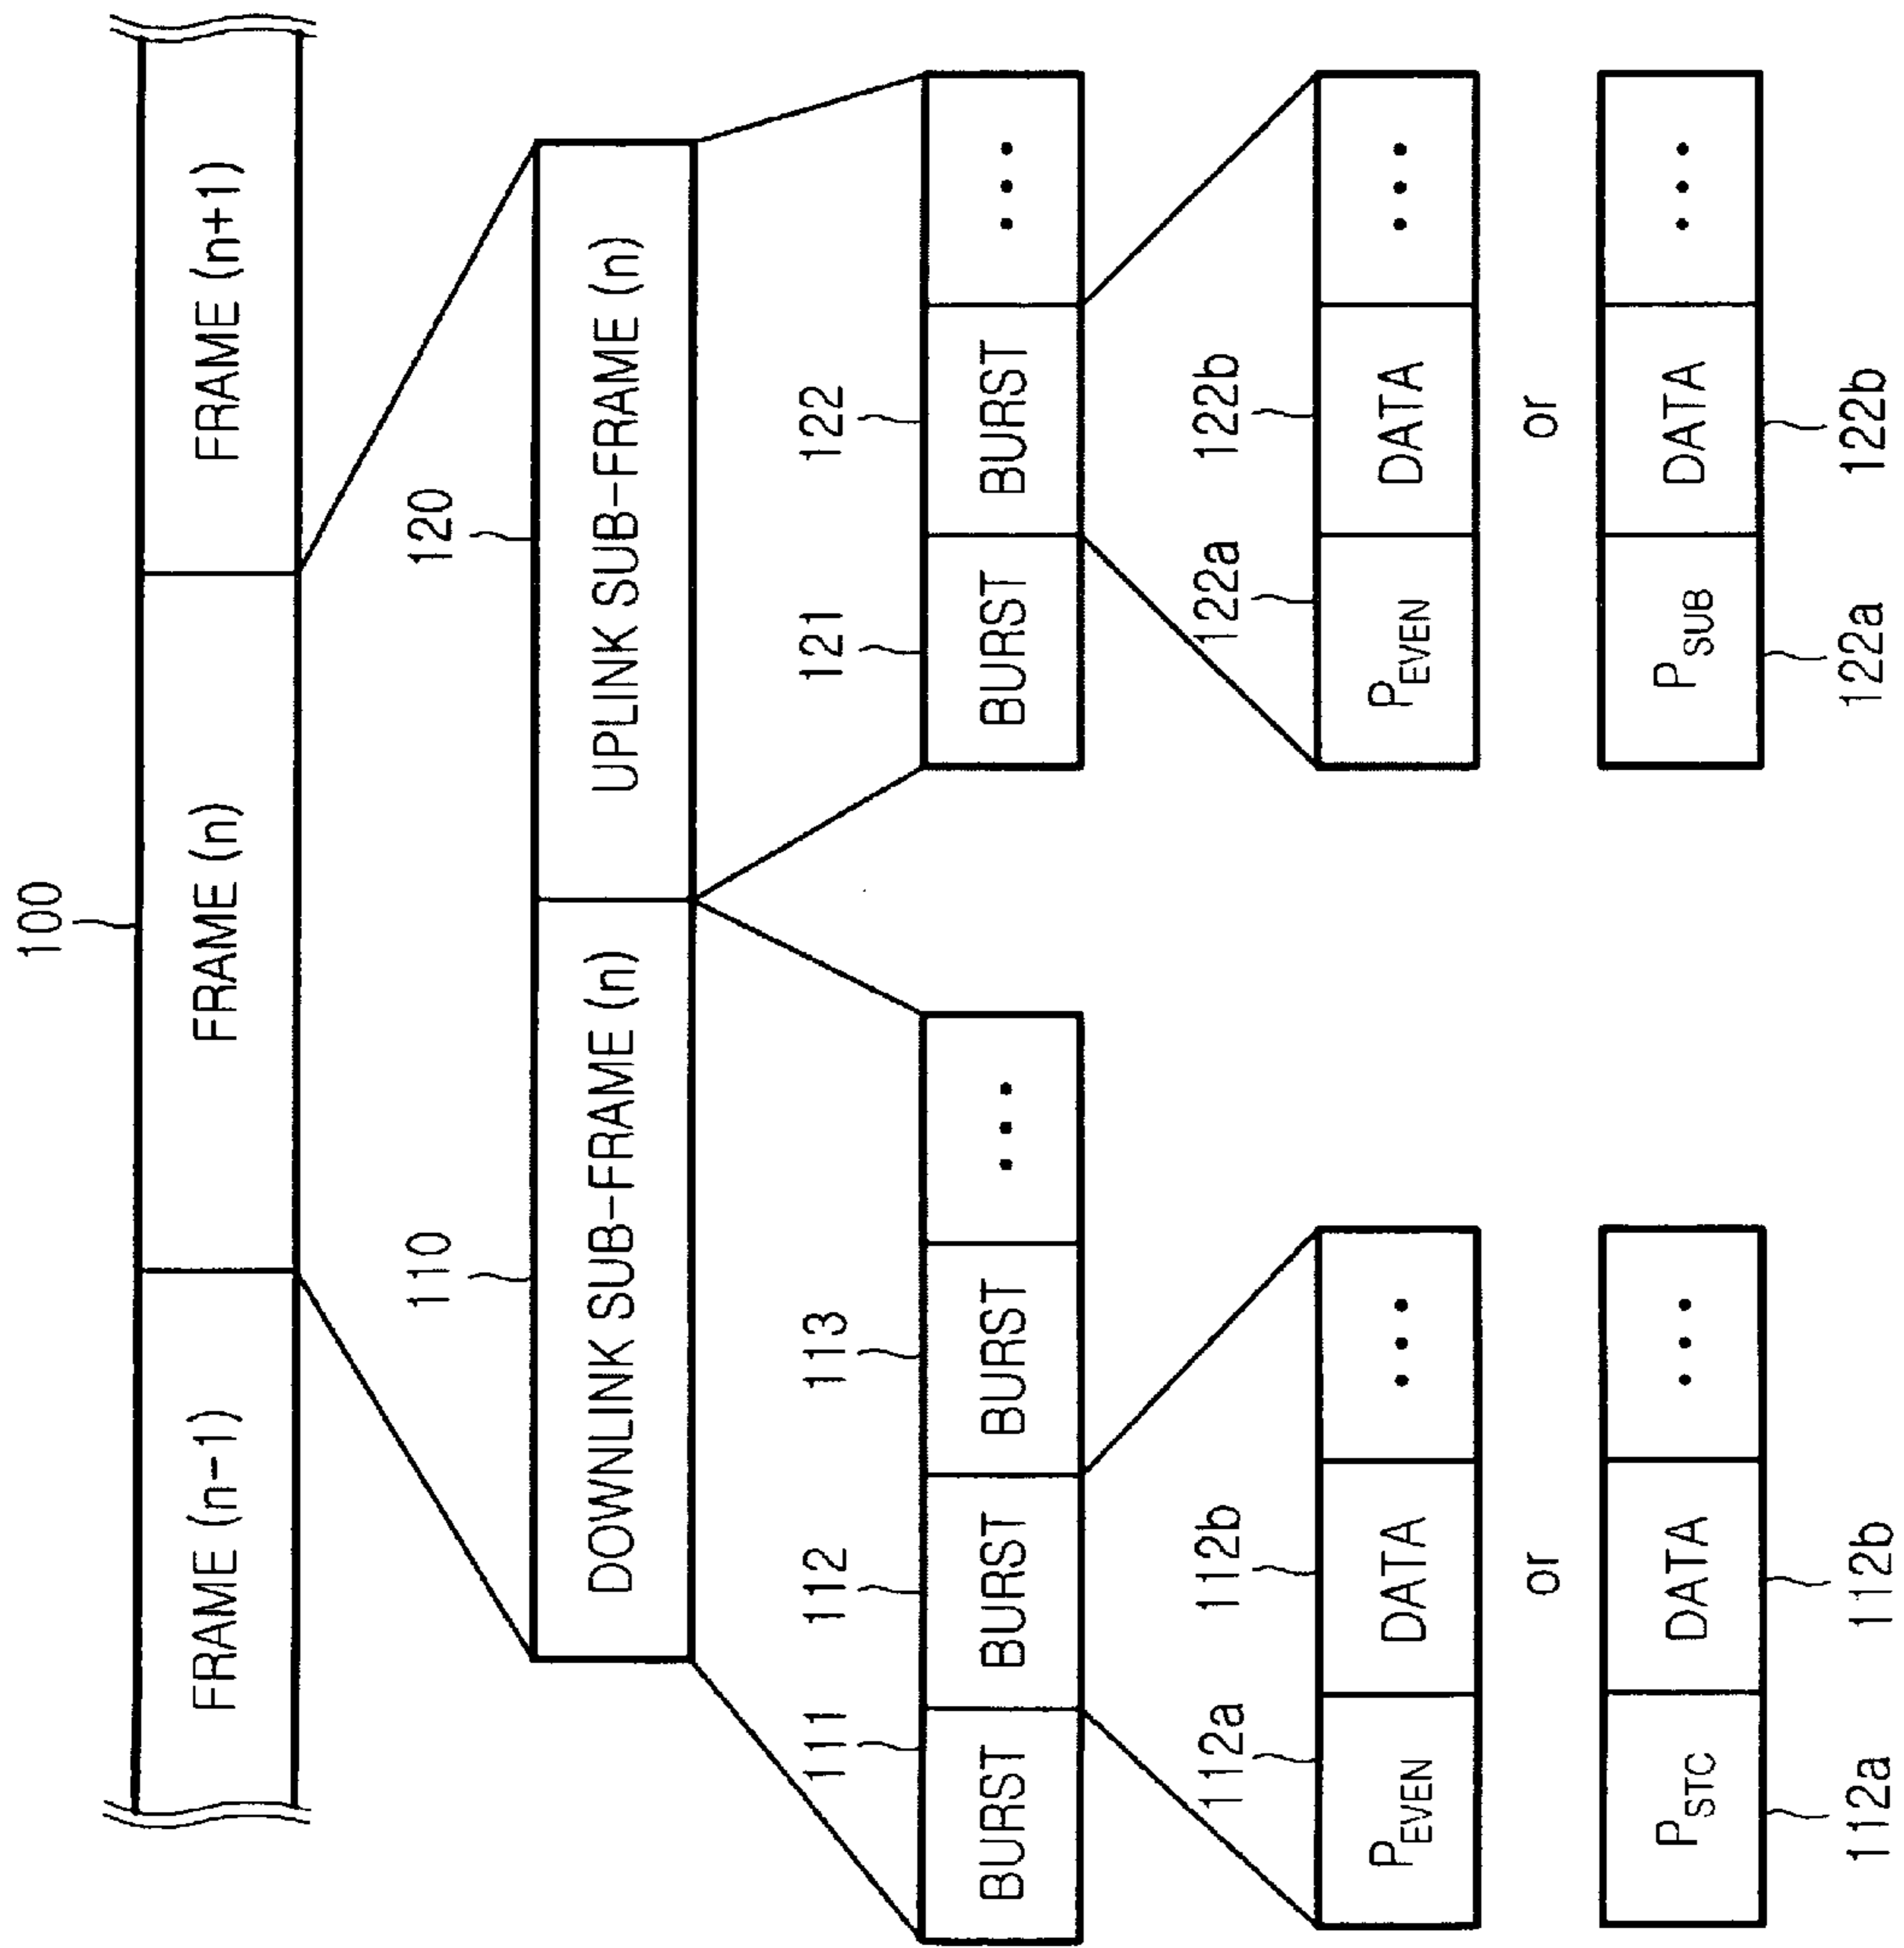 100
FRAME (n-1) FRAME (n) FRAME (n+1)
110 120
DOWNLINK SUB-FRAME (n) UPLINK SUB-FRAME (n)
111 112 113 121 122
BURST BURST BURST ••• BURST BURST •••
112a 112b 122a 122b
PEVEN DATA ••• PEVEN DATA •••
or or
PSTC DATA ••• PSUB DATA •••
112a 112b 122a 122b